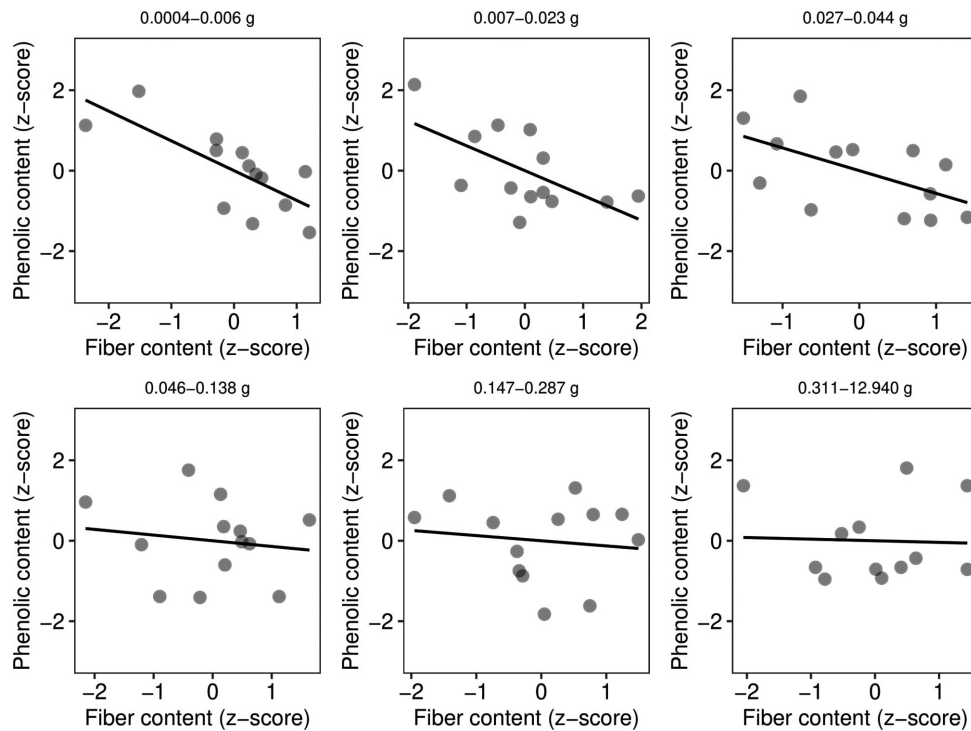 0.0004−0.006 g
0.007−0.023 g
0.027−0.044 g
Phenolic content (z−score)
2
0
−2
−2
−1
0
1
Fiber content (z−score)
Phenolic content (z−score)
2
0
−2
−2
−1
0
1
2
Fiber content (z−score)
Phenolic content (z−score)
2
0
−2
−1
0
1
Fiber content (z−score)
0.046−0.138 g
0.147−0.287 g
0.311−12.940 g
Phenolic content (z−score)
2
0
−2
−2
−1
0
1
Fiber content (z−score)
Phenolic content (z−score)
2
0
−2
−2
−1
0
1
Fiber content (z−score)
Phenolic content (z−score)
2
0
−2
−2
−1
0
1
Fiber content (z−score)